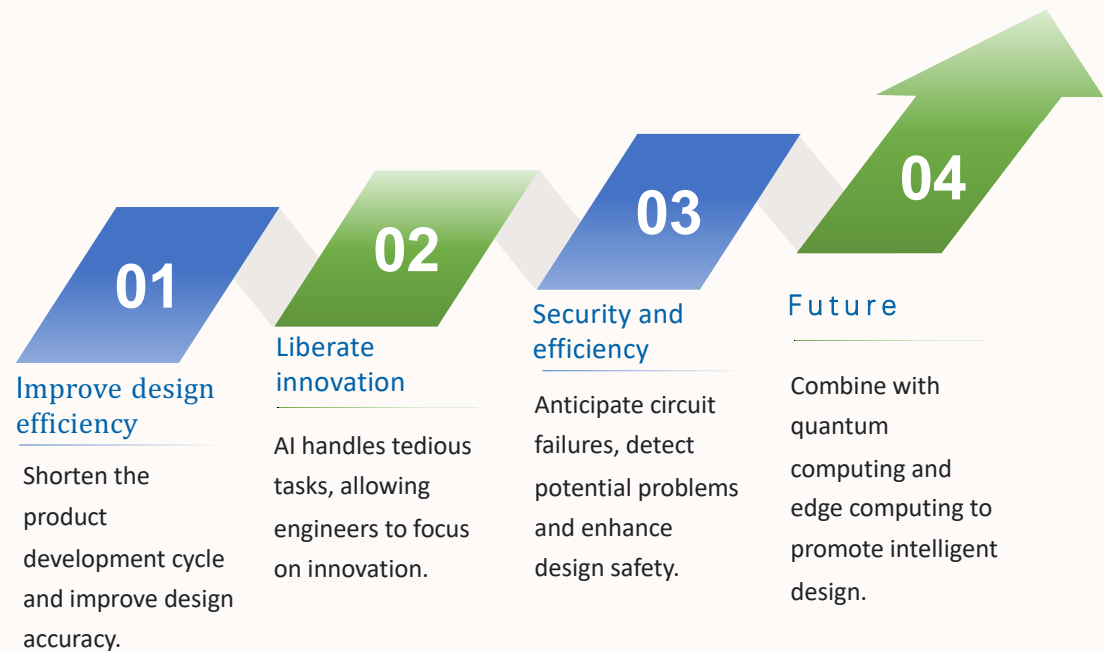 01
Improve design
efficiency
Shorten the
product
development cycle
and improve design
accuracy.
02
Liberate
innovation
AI handles tedious
tasks, allowing
engineers to focus
on innovation.
03
Security and
efficiency
Anticipate circuit
failures, detect
potential problems
and enhance
design safety.
04
Future
Combine with
quantum
computing and
edge computing to
promote intelligent
design.